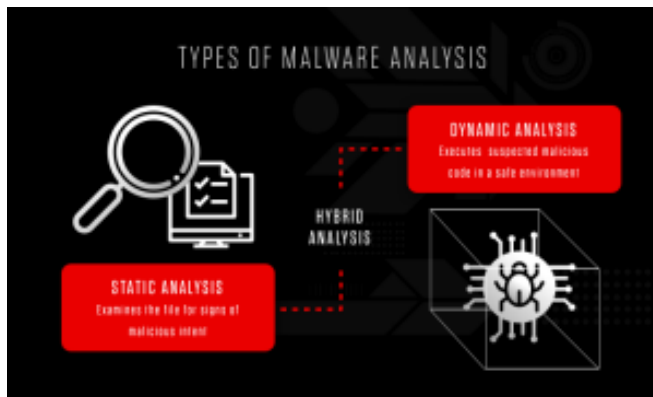 TYPES OF MALWARE ANALYSIS
DYNAMIC ANALYSIS
Executes suspected malicious
code in a safe environment
HYBRID
ANALYSIS
STATIC ANALYSIS
Examines the file for signs of
malicious intent